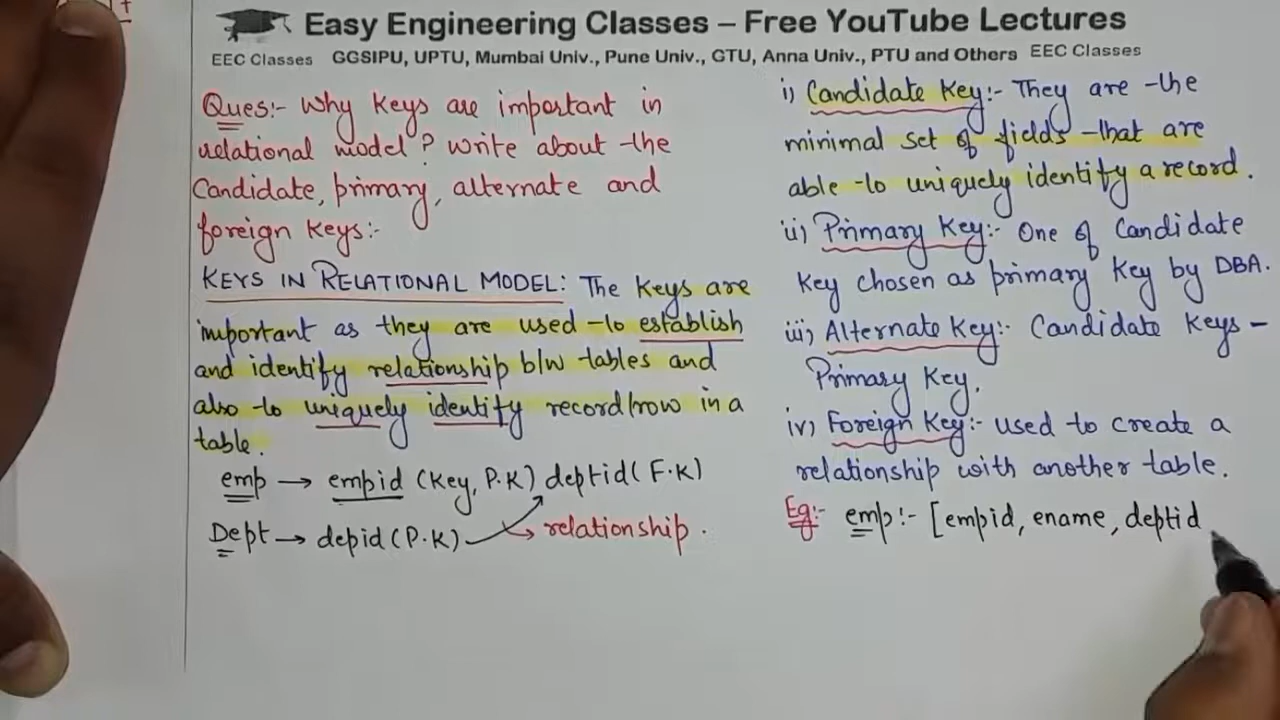 Easy Engineering Classes – Free YouTube Lectures
EEC Classes GGSIPU, UPTU, Mumbai Univ., Pune Univ., GTU, Anna Univ., PTU and Others EEC Classes
Ques:- Why Keys are important in
relational model? Write about the
Candidate, primary, alternate and
foreign keys:-
KEYS IN RELATIONAL MODEL: The keys are
important as they are used to establish
and identify relationship b/w tables and
also to uniquely identify record/row in a
table.
emp → empid (Key, P.K) deptid (F.K)
Dept → depid (P.K) → relationship.
i) Candidate Key:- They are the
minimal set of fields that are
able to uniquely identify a record.
ii) Primary Key:- One of Candidate
Key chosen as primary key by DBA.
iii) Alternate Key:- Candidate Keys –
Primary Key.
iv) Foreign Key:- used to create a
relationship with another table.
Eg:- emp:- [empid, ename, deptid